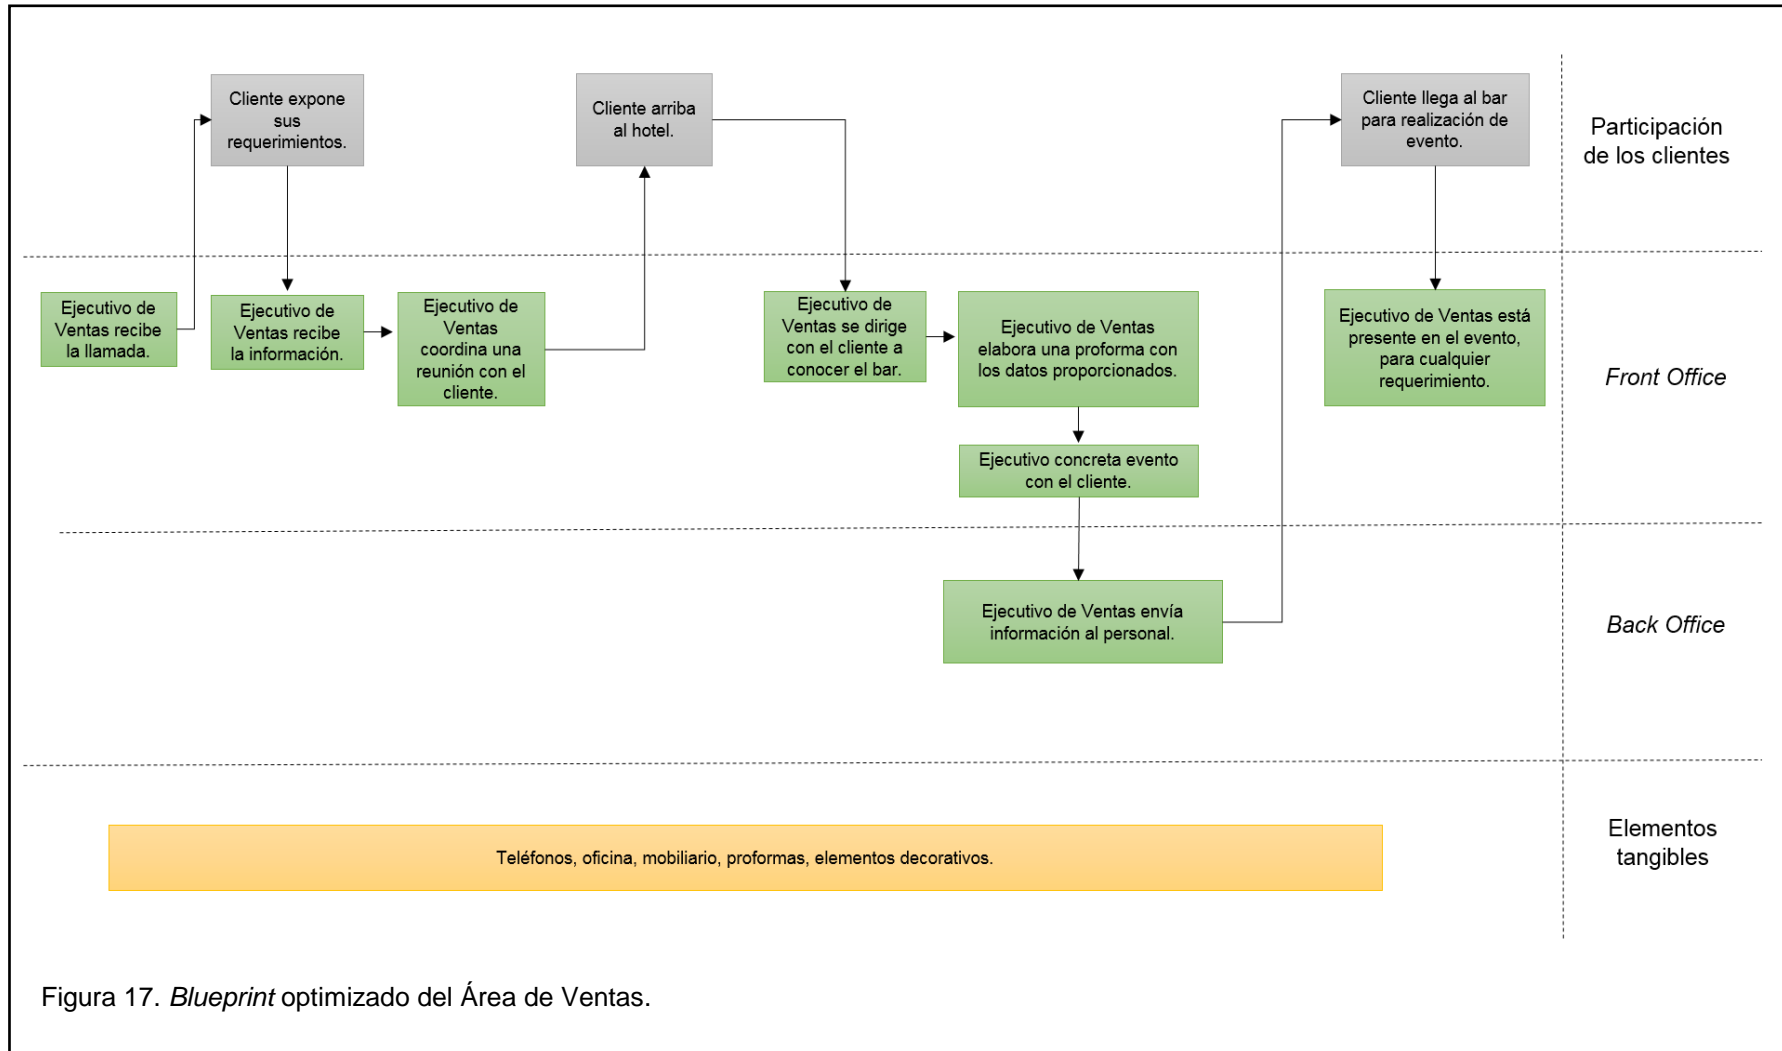 Cliente expone
sus
requerimientos.
Cliente arriba
al hotel.
Cliente llega al bar
para realización de
evento.
Participación
de los clientes
Ejecutivo de
Ventas recibe
la llamada.
Ejecutivo de
Ventas recibe
la información.
Ejecutivo de
Ventas
coordina una
reunión con el
cliente.
Ejecutivo de
Ventas se dirige
con el cliente a
conocer el bar.
Ejecutivo de Ventas
elabora una proforma con
los datos proporcionados.
Ejecutivo de Ventas está
presente en el evento,
para cualquier
requerimiento.
Front Office
Ejecutivo concreta evento
con el cliente.
Ejecutivo de Ventas envía
información al personal.
Back Office
Teléfonos, oficina, mobiliario, proformas, elementos decorativos.
Elementos
tangibles
Figura 17. Blueprint optimizado del Área de Ventas.